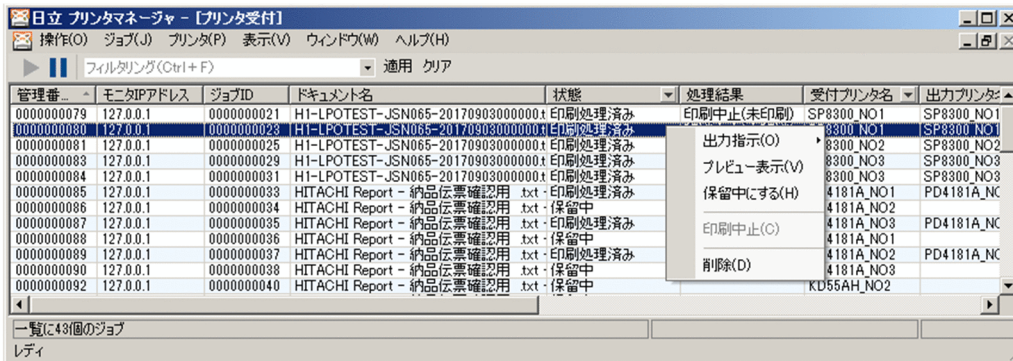 日立 プリンタマネージャ - [プリンタ受付]
操作(O) ジョブ(J) プリンタ(P) 表示(V) ウィンドウ(W) ヘルプ(H)
フィルタリング(Ctrl+F) 適用 クリア
管理番... モニタIPアドレス ジョブID ドキュメント名 状態 処理結果 受付プリンタ名 出力プリンタ名
0000000079 127.0.0.1 0000000021 H1-LPOTEST-JSN065-20170903000000.t 印刷処理済み 印刷中止(未印刷) SP8300_NO1 SP8300_NO1
0000000080 127.0.0.1 0000000023 H1-LPOTEST-JSN065-20170903000000.t 印刷処理済み 8300_NO1 SP8300_NO1
0000000081 127.0.0.1 0000000025 H1-LPOTEST-JSN065-20170903000000.t 印刷処理済み 出力指示(O) 8300_NO2 SP8300_NO2
0000000083 127.0.0.1 0000000029 H1-LPOTEST-JSN065-20170903000000.t 印刷処理済み プレビュー表示(V) 8300_NO3 SP8300_NO3
0000000084 127.0.0.1 0000000031 H1-LPOTEST-JSN065-20170903000000.t 印刷処理済み 8300_NO3 SP8300_NO3
0000000085 127.0.0.1 0000000033 HITACHI Report - 納品伝票確認用 .txt - 印刷処理済み 保留中にする(H) 4181A_NO1 PD4181A_NO
0000000086 127.0.0.1 0000000034 HITACHI Report - 納品伝票確認用 .txt - 保留中 4181A_NO2
0000000087 127.0.0.1 0000000035 HITACHI Report - 納品伝票確認用 .txt - 印刷処理済み 印刷中止(C) 4181A_NO3 PD4181A_NO
0000000088 127.0.0.1 0000000036 HITACHI Report - 納品伝票確認用 .txt - 保留中 4181A_NO1
0000000089 127.0.0.1 0000000037 HITACHI Report - 納品伝票確認用 .txt - 印刷処理済み 4181A_NO2 PD4181A_NO
0000000090 127.0.0.1 0000000038 HITACHI Report - 納品伝票確認用 .txt - 保留中 削除(D) 4181A_NO3
0000000092 127.0.0.1 0000000040 HITACHI Report - 納品伝票確認用 .txt - 保留中 KD55AH_NO2
一覧に43個のジョブ
レディ